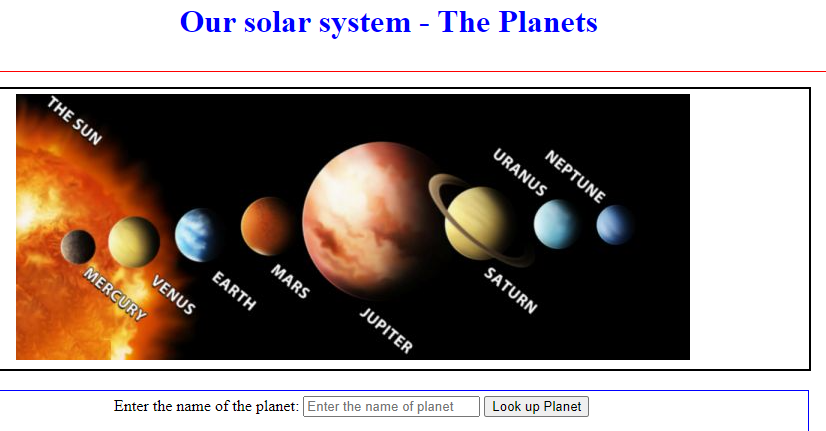 Our solar system - The Planets
THE SUN
MERCURY
VENUS
EARTH
MARS
JUPITER
SATURN
URANUS
NEPTUNE
Enter the name of the planet: Enter the name of planet Look up Planet